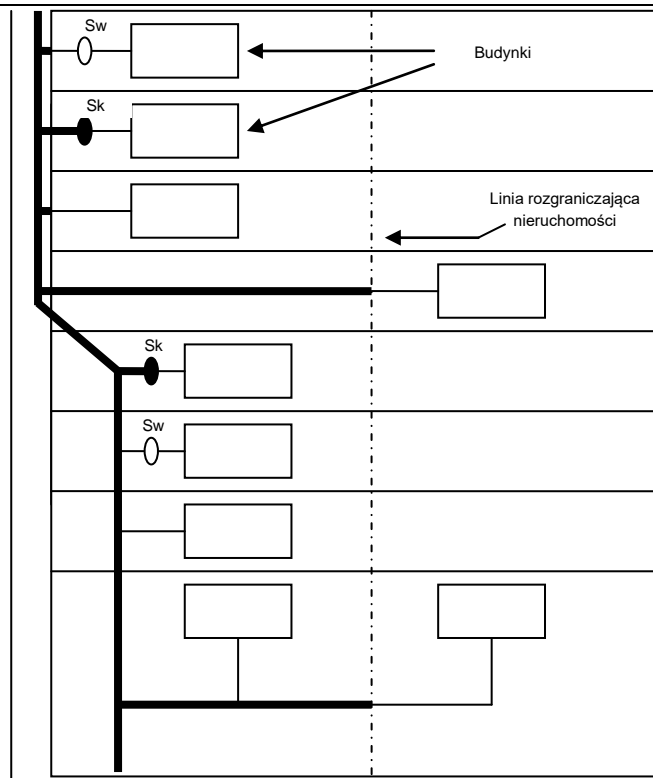 Sw
Budynki
Sk
Linia rozgraniczająca
nieruchomości
Sk
Sw